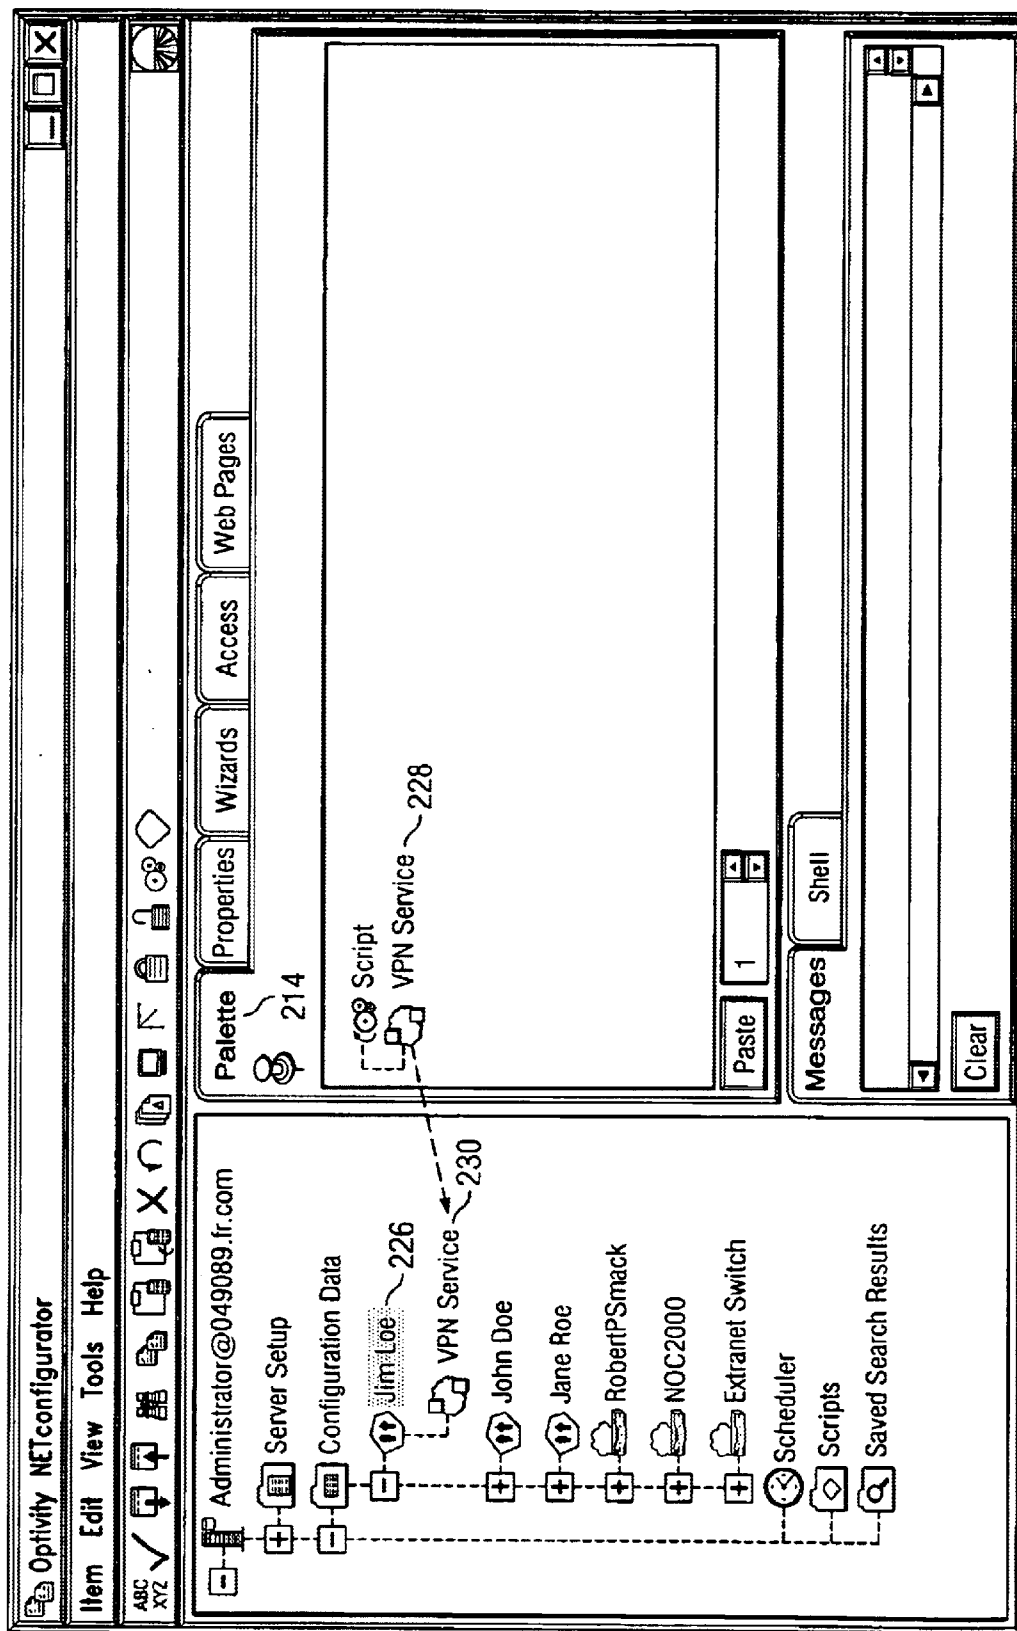 Optivity NETconfigurator
Item Edit View Tools Help
ABC
XYZ
Administrator@049089.fr.com
Server Setup
Configuration Data
Jim Loe 226
VPN Service 230
John Doe
Jane Roe
RobertPSmack
NOC2000
Extranet Switch
Scheduler
Scripts
Saved Search Results
Palette Properties Wizards Access Web Pages
214
Script
VPN Service 228
Paste 1
Messages Shell
Clear